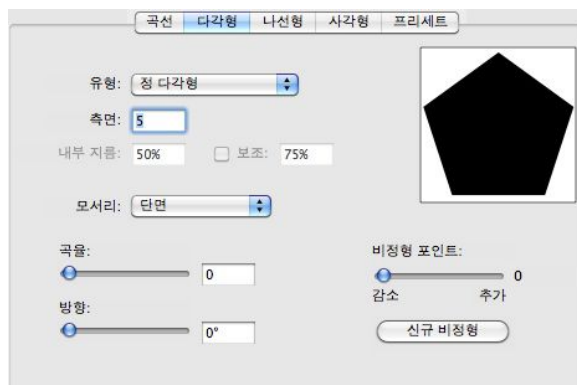 곡선 다각형 나선형 사각형 프리세트
유형: 정 다각형
측면: 5
내부 지름: 50% 보조: 75%
모서리: 단면
곡율:
0
방향:
0°
비정형 포인트:
0
감소 추가
신규 비정형